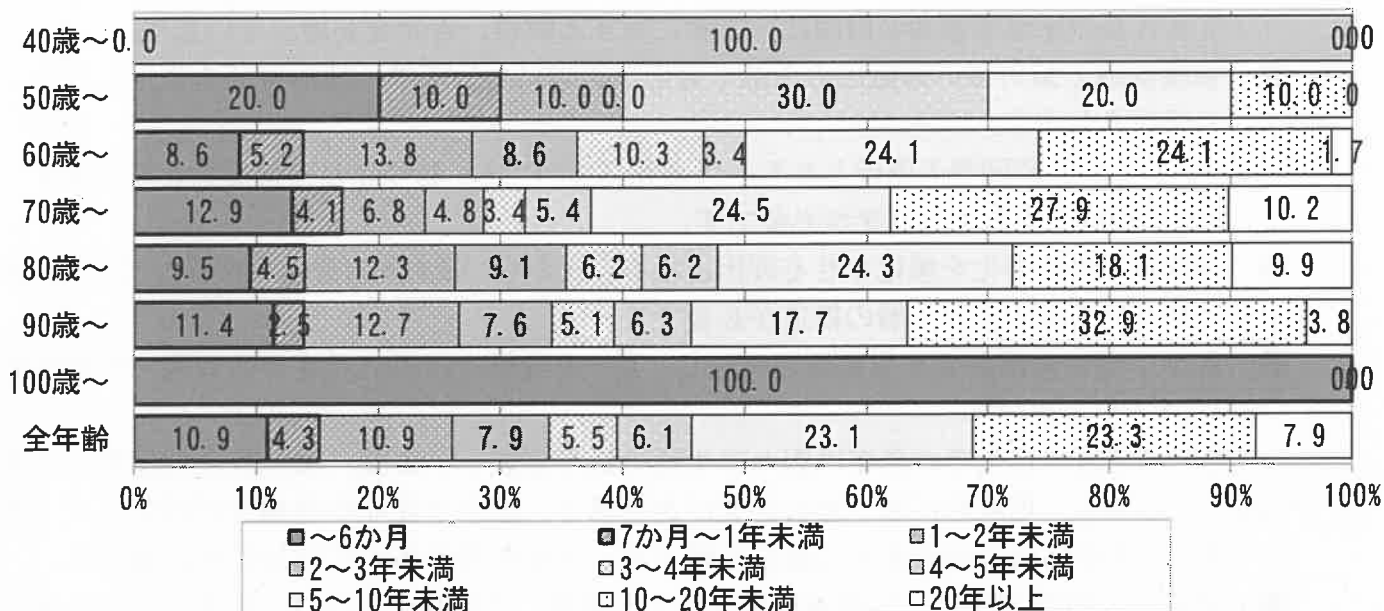 40歳～ 0.0 100.0 0.00
50歳～ 20.0 10.0 10.0 0.0 30.0 20.0 10.0 0
60歳～ 8.6 5.2 13.8 8.6 10.3 3.4 24.1 24.1 1.7
70歳～ 12.9 4.1 6.8 4.8 3.4 5.4 24.5 27.9 10.2
80歳～ 9.5 4.5 12.3 9.1 6.2 6.2 24.3 18.1 9.9
90歳～ 11.4 2.5 12.7 7.6 5.1 6.3 17.7 32.9 3.8
100歳～ 100.0 0.00
全年齢 10.9 4.3 10.9 7.9 5.5 6.1 23.1 23.3 7.9
0% 10% 20% 30% 40% 50% 60% 70% 80% 90% 100%
～6か月 7か月～1年未満 1～2年未満
2～3年未満 3～4年未満 4～5年未満
5～10年未満 10～20年未満 20年以上